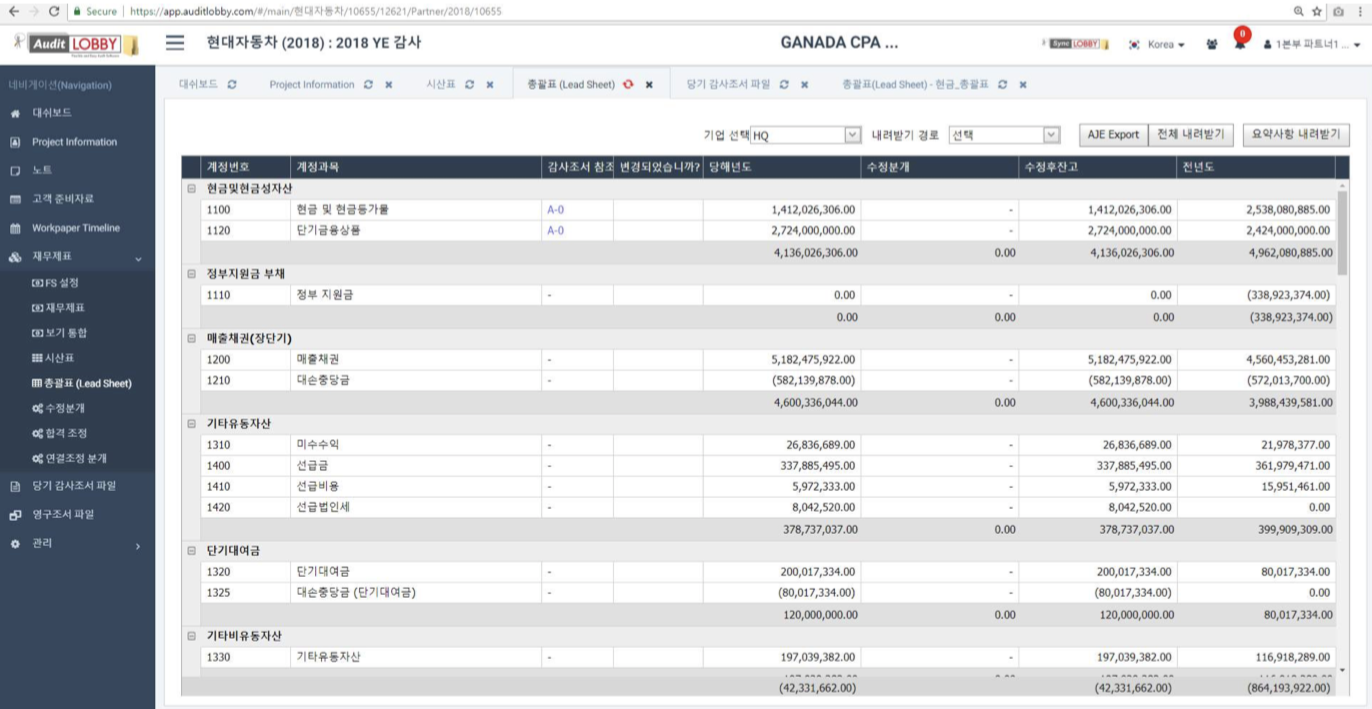 Secure | https://app.auditlobby.com/#/main/현대자동차/10655/12621/Partner/2018/10655
Audit LOBBY 현대자동차 (2018) : 2018 YE 감사 GANADA CPA ... Sync LOBBY Korea 0 1본부 파트너1 ...
네비게이션(Navigation)
대쉬보드
Project Information
노트
고객 준비자료
Workpaper Timeline
재무제표
FS 설정
재무제표
보기 통합
시산표
총괄표 (Lead Sheet)
수정분개
합격 조정
연결조정 분개
당기 감사조서 파일
영구조서 파일
관리
대쉬보드 Project Information 시산표 총괄표 (Lead Sheet) 당기 감사조서 파일 총괄표(Lead Sheet) - 현금_총괄표
기업 선택 HQ 내려받기 경로 선택 AJE Export 전체 내려받기 요약사항 내려받기
계정번호 계정과목 감사조서 참조 변경되었습니까? 당해년도 수정분개 수정후잔고 전년도
현금및현금성자산
1100 현금 및 현금등가물 A-0 1,412,026,306.00 - 1,412,026,306.00 2,538,080,885.00
1120 단기금융상품 A-0 2,724,000,000.00 - 2,724,000,000.00 2,424,000,000.00
4,136,026,306.00 0.00 4,136,026,306.00 4,962,080,885.00
정부지원금 부채
1110 정부 지원금 - 0.00 - 0.00 (338,923,374.00)
0.00 0.00 0.00 (338,923,374.00)
매출채권(장단기)
1200 매출채권 - 5,182,475,922.00 - 5,182,475,922.00 4,560,453,281.00
1210 대손충당금 - (582,139,878.00) - (582,139,878.00) (572,013,700.00)
4,600,336,044.00 0.00 4,600,336,044.00 3,988,439,581.00
기타유동자산
1310 미수수익 - 26,836,689.00 - 26,836,689.00 21,978,377.00
1400 선급금 - 337,885,495.00 - 337,885,495.00 361,979,471.00
1410 선급비용 - 5,972,333.00 - 5,972,333.00 15,951,461.00
1420 선급법인세 - 8,042,520.00 - 8,042,520.00 0.00
378,737,037.00 0.00 378,737,037.00 399,909,309.00
단기대여금
1320 단기대여금 - 200,017,334.00 - 200,017,334.00 80,017,334.00
1325 대손충당금 (단기대여금) - (80,017,334.00) - (80,017,334.00) 0.00
120,000,000.00 0.00 120,000,000.00 80,017,334.00
기타비유동자산
1330 기타유동자산 - 197,039,382.00 - 197,039,382.00 116,918,289.00
(42,331,662.00) (42,331,662.00) (864,193,922.00)